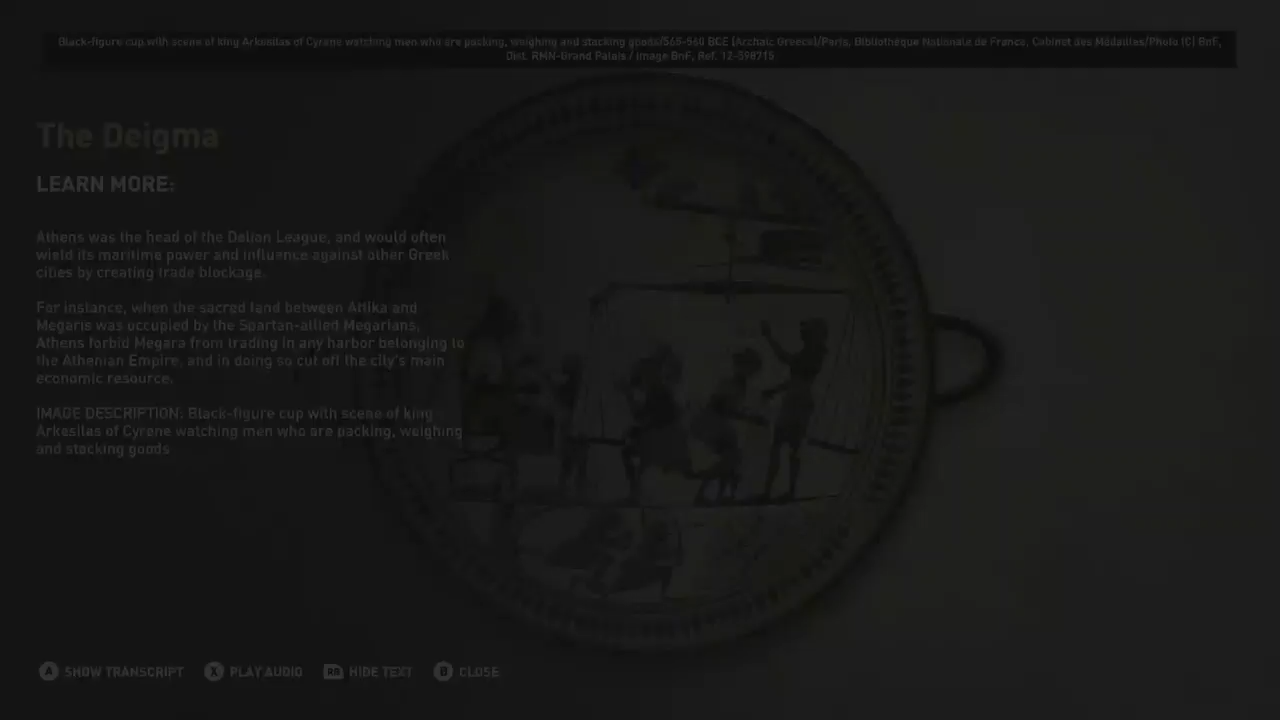 Black-figure cup with scene of king Arkesilas of Cyrene watching men who are packing, weighing and stacking goods/565-560 BCE (Archaic Greece)/Paris, Bibliothèque Nationale de France, Cabinet des Médailles/Photo (C) BnF,
Dist. RMN-Grand Palais / image BnF, Ref. 12-598715
The Deigma
LEARN MORE:
Athens was the head of the Delian League, and would often
wield its maritime power and influence against other Greek
cities by creating trade blockage.
For instance, when the sacred land between Attika and
Megaris was occupied by the Spartan-allied Megarians,
Athens forbid Megara from trading in any harbor belonging to
the Athenian Empire, and in doing so cut off the city's main
economic resource.
IMAGE DESCRIPTION: Black-figure cup with scene of king
Arkesilas of Cyrene watching men who are packing, weighing
and stacking goods
A SHOW TRANSCRIPT X PLAY AUDIO RB HIDE TEXT B CLOSE